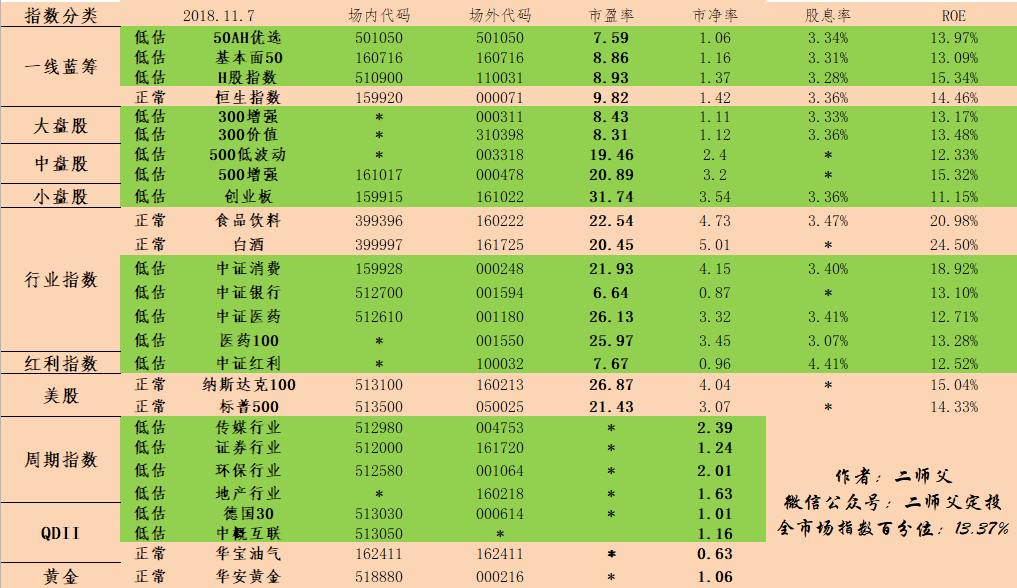 指数分类 2018.11.7 场内代码 场外代码 市盈率 市净率 股息率 ROE
一线蓝筹 低估 50AH优选 501050 501050 7.59 1.06 3.34% 13.97%
低估 基本面50 160716 160716 8.86 1.16 3.31% 13.09%
低估 H股指数 510900 110031 8.93 1.37 3.28% 15.34%
正常 恒生指数 159920 000071 9.82 1.42 3.36% 14.46%
大盘股 低估 300增强 * 000311 8.43 1.11 3.33% 13.17%
低估 300价值 * 310398 8.31 1.12 3.36% 13.48%
中盘股 低估 500低波动 * 003318 19.46 2.4 * 12.33%
低估 500增强 161017 000478 20.89 3.2 * 15.32%
小盘股 低估 创业板 159915 161022 31.74 3.54 3.36% 11.15%
行业指数 正常 食品饮料 399396 160222 22.54 4.73 3.47% 20.98%
正常 白酒 399997 161725 20.45 5.01 * 24.50%
低估 中证消费 159928 000248 21.93 4.15 3.40% 18.92%
低估 中证银行 512700 001594 6.64 0.87 * 13.10%
低估 中证医药 512610 001180 26.13 3.32 3.41% 12.71%
低估 医药100 * 001550 25.97 3.45 3.07% 13.28%
红利指数 低估 中证红利 * 100032 7.67 0.96 4.41% 12.52%
美股 正常 纳斯达克100 513100 160213 26.87 4.04 * 15.04%
正常 标普500 513500 050025 21.43 3.07 * 14.33%
周期指数 低估 传媒行业 512980 004753 * 2.39
低估 证券行业 512000 161720 * 1.24
低估 环保行业 512580 001064 * 2.01
低估 地产行业 * 160218 * 1.63
QDII 低估 德国30 513030 000614 * 1.01
低估 中概互联 513050 * 1.16
正常 华宝油气 162411 162411 * 0.63
黄金 正常 华安黄金 518880 000216 * 1.06
作者：二师父
微信公众号：二师父定投
全市场指数百分位：13.37%